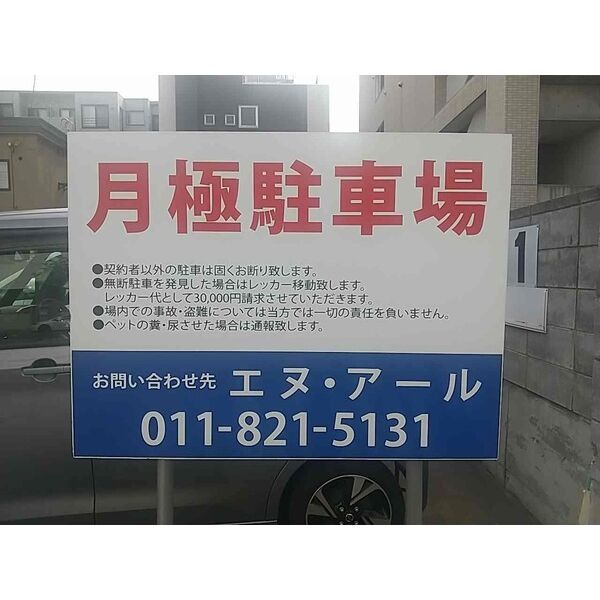 月極駐車場
●契約者以外の駐車は固くお断り致します。
●無断駐車を発見した場合はレッカー移動致します。
レッカー代として30,000円請求させていただきます。
●場内での事故・盗難については当方では一切の責任を負いません。
●ペットの糞・尿させた場合は通報致します。
お問い合わせ先 エヌ・アール
011-821-5131
1